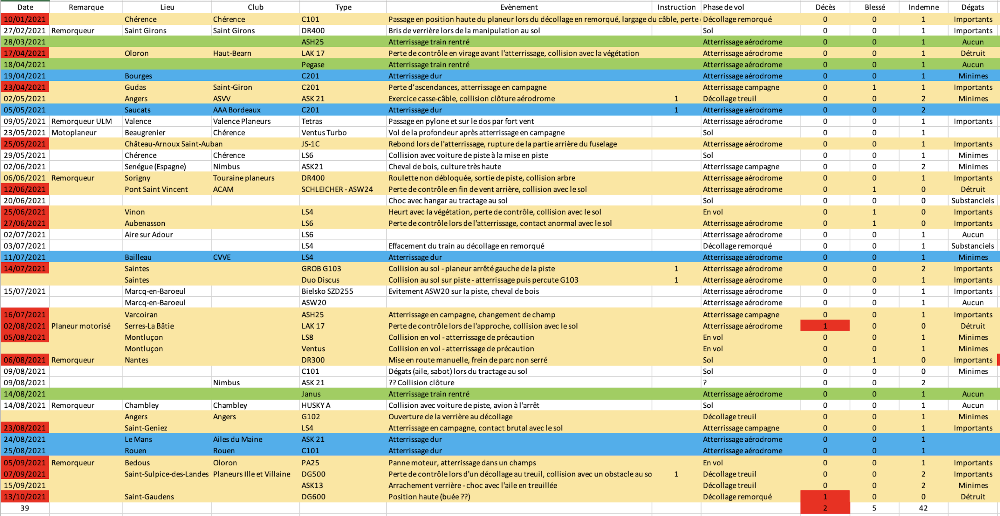 Date Remarque Lieu Club Type Evènement Instruction Phase de vol Décès Blessé Indemne Dégats
10/01/2021 Chérence Chérence C101 Passage en position haute du planeur lors du décollage en remorqué, largage du câble, perte Décollage remorqué 0 0 1 Importants
27/02/2021 Remorqueur Saint Girons Saint Girons DR400 Bris de verrière lors de la manipulation au sol Sol 0 0 1 Importants
28/03/2021 ASH25 Atterrissage train rentré Atterrissage aérodrome 0 0 1 Aucun
17/04/2021 Oloron Haut-Bearn LAK 17 Perte de contrôle en virage avant l'atterrissage, collision avec la végétation Atterrissage aérodrome 0 0 1 Détruit
18/04/2021 Pegase Atterrissage train rentré Atterrissage aérodrome 0 0 1 Aucun
19/04/2021 Bourges C201 Atterrissage dur Atterrissage aérodrome 0 0 1 Minimes
23/04/2021 Gudas Saint-Giron C201 Perte d’ascendances, atterrissage en campagne Atterrissage campagne 0 1 1 Importants
02/05/2021 Angers ASVV ASK 21 Exercice casse-câble, collision clôture aérodrome 1 Décollage treuil 0 0 2 Minimes
05/05/2021 Saucats AAA Bordeaux C201 Atterrissage dur 1 Atterrissage aérodrome 0 0 2
09/05/2021 Remorqueur ULM Valence Valence Planeurs Tetras Passage en pylone et sur le dos par fort vent Atterrissage aérodrome 0 0 1 Importants
23/05/2021 Motoplaneur Beaugrenier Chérence Ventus Turbo Vol de la profondeur après atterrissage en campagne Sol 0 0 1
25/05/2021 Château-Arnoux Saint-Auban JS-1C Rebond lors de l'atterrissage, rupture de la partie arrière du fuselage Atterrissage aérodrome 0 0 1 Importants
29/05/2021 Chérence Chérence LS6 Collision avec voiture de piste à la mise en piste Sol 0 0 1 Minimes
02/06/2021 Senégue (Espagne) Nimbus ASK21 Cheval de bois, culture très haute Atterrissage campagne 0 0 2 Minimes
06/06/2021 Remorqueur Sorigny Touraine planeurs DR400 Roulette non débloquée, sortie de piste, collision arbre Atterrissage aérodrome 0 0 1 Importants
12/06/2021 Pont Saint Vincent ACAM SCHLEICHER - ASW24 Perte de contrôle en fin de vent arrière, collision avec le sol Atterrissage aérodrome 0 1 0 Détruit
20/06/2021 Choc avec hangar au tractage au sol Sol 0 0 0 Substanciels
25/06/2021 Vinon LS4 Heurt avec la végétation, perte de contrôle, collision avec le sol En vol 0 1 0 Importants
27/06/2021 Aubenasson LS6 Perte de contrôle lors de l'atterrissage, contact anormal avec le sol Atterrissage aérodrome 0 1 0 Importants
02/07/2021 Aire sur Adour LS6 Atterrissage aérodrome 0 0 1 Aucun
03/07/2021 LS4 Effacement du train au décollage en remorqué Décollage remorqué 0 0 1 Substanciels
11/07/2021 Bailleau CVVE LS4 Atterrissage dur Atterrissage aérodrome 0 0 1 Minimes
14/07/2021 Saintes GROB G103 Collision au sol - planeur arrêté gauche de la piste 1 Atterrissage aérodrome 0 0 2 Importants
Saintes Duo Discus Collision au sol sur piste - atterrissage puis percute G103 1 Atterrissage aérodrome 0 0 1 Importants
15/07/2021 Marcq-en-Baroeul Bielsko SZD255 Evitement ASW20 sur la piste, cheval de bois Atterrissage aérodrome 0 0 1 Importants
Marcq-en-Baroeul ASW20 Atterrissage aérodrome 0 0 1 Aucun
16/07/2021 Varcoiran ASH25 Atterrissage en campagne, changement de champ Atterrissage campagne 0 0 1 Importants
02/08/2021 Planeur motorisé Serres-La Bâtie LAK 17 Perte de contrôle lors de l'approche, collision avec le sol Atterrissage aérodrome 1 0 0 Détruit
05/08/2021 Montluçon LS8 Collision en vol - atterrissage de précaution En vol 0 0 1 Minimes
Montluçon Ventus Collision en vol - atterrissage de précaution En vol 0 0 1 Minimes
06/08/2021 Remorqueur Nantes DR300 Mise en route manuelle, frein de parc non serré Sol 0 1 0 Importants
09/08/2021 C101 Dégats (aile, sabot) lors du tractage au sol Sol 0 0 0 Minimes
09/08/2021 Nimbus ASK 21 ?? Collision clôture ? 0 0 2
14/08/2021 Janus Atterrissage train rentré Atterrissage aérodrome 0 0 1 Aucun
14/08/2021 Remorqueur Chambley Chambley HUSKY A Collision avec voiture de piste, avion à l'arrêt Sol 0 0 1 Aucun
Angers Angers G102 Ouverture de la verrière au décollage Décollage treuil 0 0 1 Minimes
23/08/2021 Saint-Geniez LS4 Atterrissage en campagne, contact brutal avec le sol Atterrissage campagne 0 0 1 Importants
24/08/2021 Le Mans Ailes du Maine ASK 21 Atterrissage dur Atterrissage aérodrome 0 0 1
25/08/2021 Rouen Rouen C101 Atterrissage dur Atterrissage aérodrome 0 0 1
05/09/2021 Remorqueur Bedous Oloron PA25 Panne moteur, atterrissage dans un champs En vol 0 0 1 Importants
07/09/2021 Saint-Sulpice-des-Landes Planeurs Ille et Villaine DG500 Perte de contrôle lors d'un décollage au treuil, collision avec un obstacle au so 1 Décollage treuil 0 0 2 Importants
15/09/2021 ASK13 Arrachement verrière - choc avec l'aile en treuillée Décollage treuil 0 0 2 Minimes
13/10/2021 Saint-Gaudens DG600 Position haute (buée ??) Décollage remorqué 1 0 0 Détruit
39 2 5 42